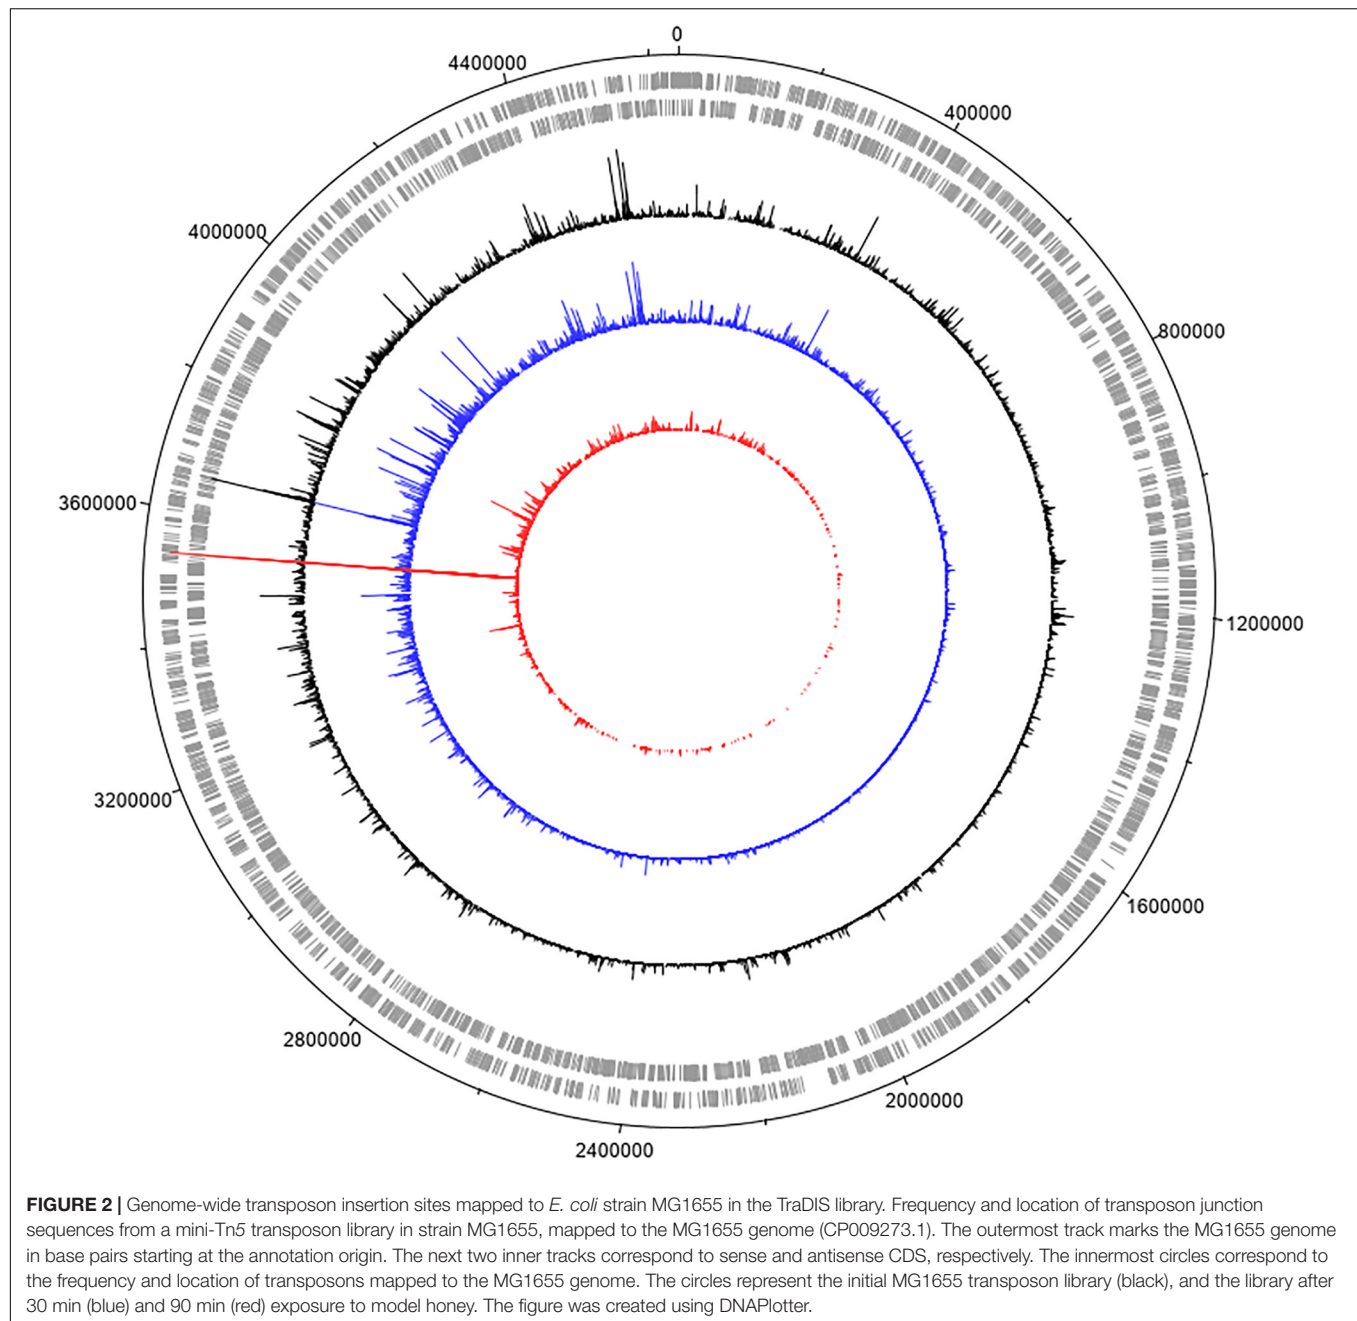 0
4400000
400000
4000000
800000
3600000
1200000
3200000
1600000
2800000
2000000
2400000
FIGURE 2 | Genome-wide transposon insertion sites mapped to E. coli strain MG1655 in the TraDIS library. Frequency and location of transposon junction
sequences from a mini-Tn5 transposon library in strain MG1655, mapped to the MG1655 genome (CP009273.1). The outermost track marks the MG1655 genome
in base pairs starting at the annotation origin. The next two inner tracks correspond to sense and antisense CDS, respectively. The innermost circles correspond to
the frequency and location of transposons mapped to the MG1655 genome. The circles represent the initial MG1655 transposon library (black), and the library after
30 min (blue) and 90 min (red) exposure to model honey. The figure was created using DNAPlotter.